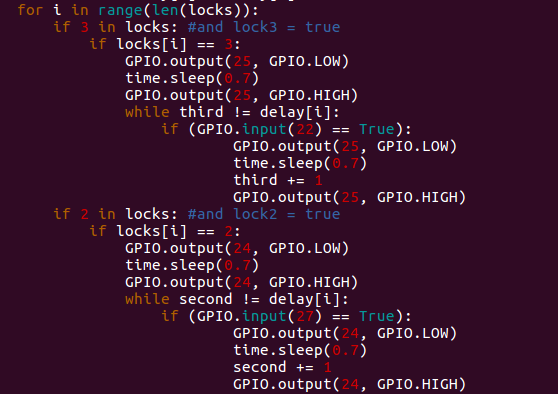 for i in range(len(locks)):
    if 3 in locks: #and lock3 = true
        if locks[i] == 3:
            GPIO.output(25, GPIO.LOW)
            time.sleep(0.7)
            GPIO.output(25, GPIO.HIGH)
            while third != delay[i]:
                if (GPIO.input(22) == True):
                        GPIO.output(25, GPIO.LOW)
                        time.sleep(0.7)
                        third += 1
                        GPIO.output(25, GPIO.HIGH)
    if 2 in locks: #and lock2 = true
        if locks[i] == 2:
            GPIO.output(24, GPIO.LOW)
            time.sleep(0.7)
            GPIO.output(24, GPIO.HIGH)
            while second != delay[i]:
                if (GPIO.input(27) == True):
                        GPIO.output(24, GPIO.LOW)
                        time.sleep(0.7)
                        second += 1
                        GPIO.output(24, GPIO.HIGH)